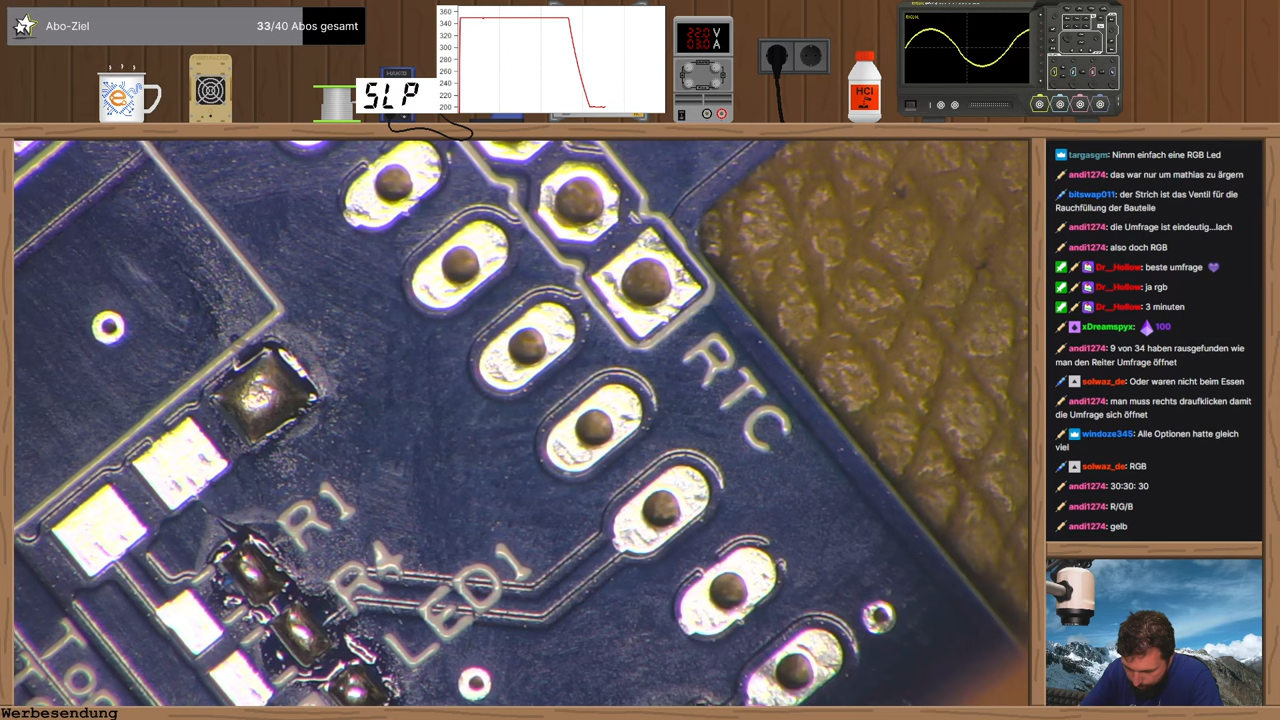 Abo-Ziel
33/40 Abos gesamt
360
340
320
300
280
260
240
220
200
HAKKO
SLP
22.0 V
03.0 A
HCl
targasgm: Nimm einfach eine RGB Led
andi1274: das war nur um mathias zu ärgern
bitswap011: der Strich ist das Ventil für die
Rauchfüllung der Bauteile
andi1274: die Umfrage ist eindeutig...lach
andi1274: also doch RGB
Dr__Hollow: beste umfrage
Dr__Hollow: ja rgb
Dr__Hollow: 3 minuten
xDreamspyx: 100
andi1274: 9 von 34 haben rausgefunden wie
man den Reiter Umfrage öffnet
solwaz_de: Oder waren nicht beim Essen
andi1274: man muss rechts draufklicken damit
die Umfrage sich öffnet
windoze345: Alle Optionen hatte gleich
viel
solwaz_de: RGB
andi1274: 30:30: 30
andi1274: R/G/B
andi1274: gelb
RTC
R1
LED1
Werbesendung